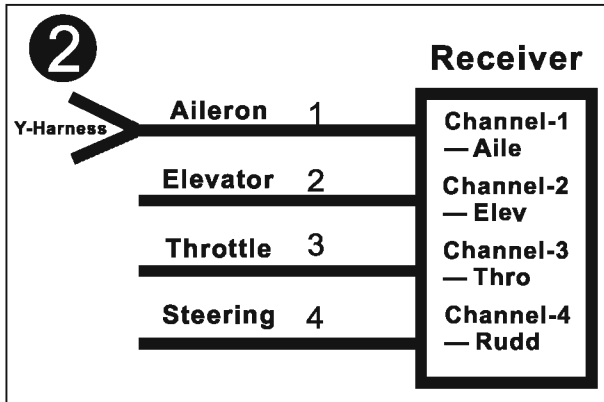 2
Receiver
Y-Harness
Aileron 1
Channel-1
— Aile
Elevator 2
Channel-2
— Elev
Throttle 3
Channel-3
— Thro
Steering 4
Channel-4
— Rudd